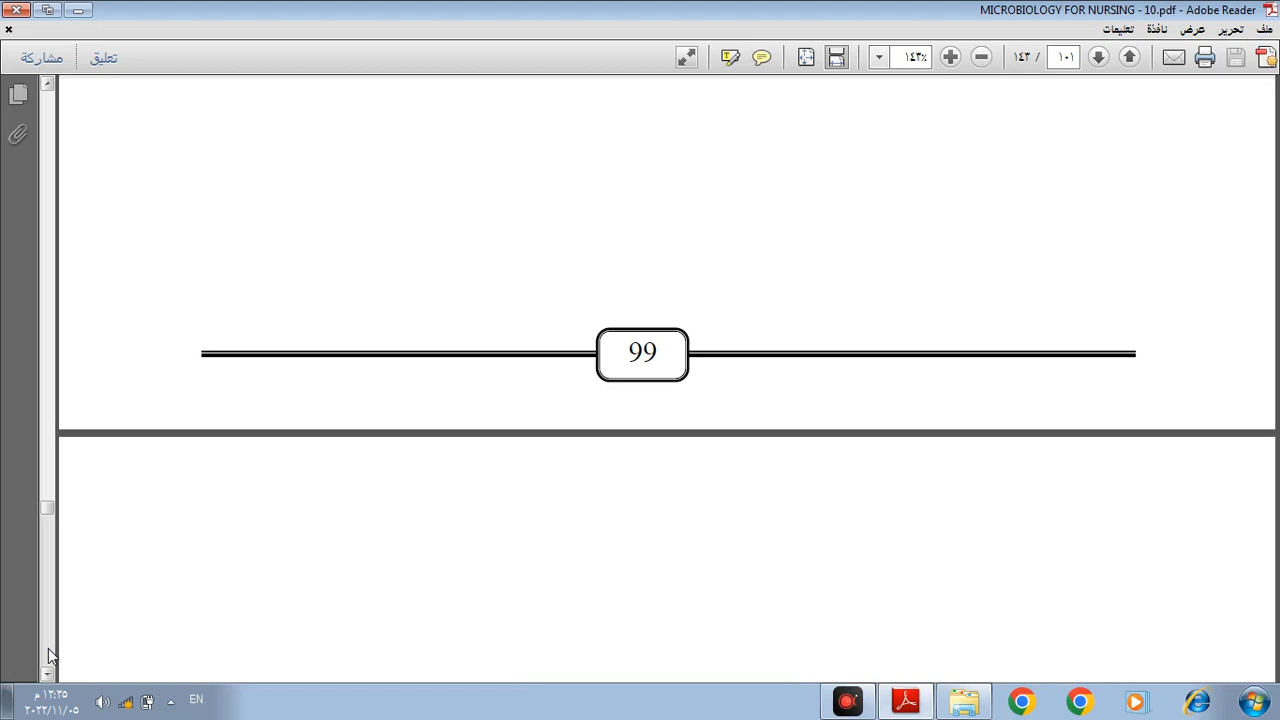 MICROBIOLOGY FOR NURSING - 10.pdf - Adobe Reader
ملف تحرير عرض نافذة تعليمات
١٠١ / ١٤٣
١٤٣٪
تعليق
مشاركة
99
EN
١٢:٢٥ م
٢٠٢٢/١١/٠٥